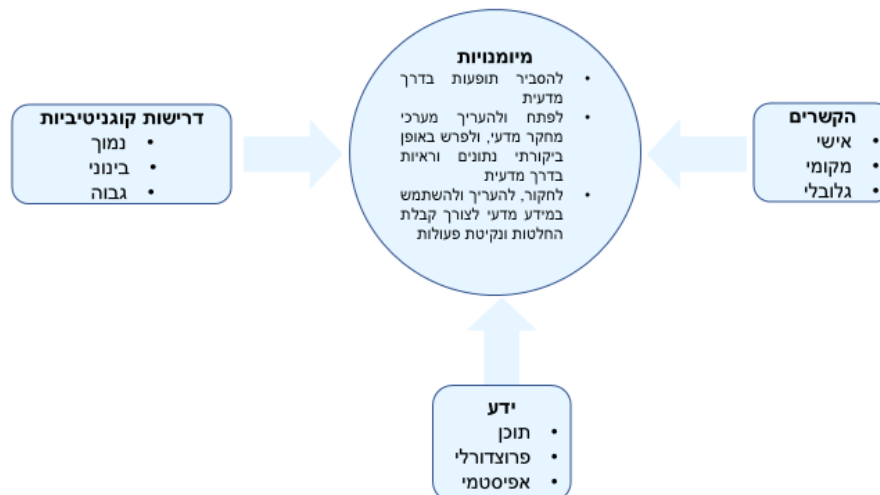 מיומנויות
• להסביר תופעות בדרך
מדעית
• לפתח ולהעריך מערכי
מחקר מדעי, ולפרש באופן
ביקורתי נתונים וראיות
בדרך מדעית
• לחקור, להעריך ולהשתמש
במידע מדעי לצורך קבלת
החלטות ונקיטת פעולות
הקשרים
• אישי
• מקומי
• גלובלי
דרישות קוגניטיביות
• נמוך
• בינוני
• גבוה
ידע
• תוכן
• פרוצדורלי
• אפיסטמי